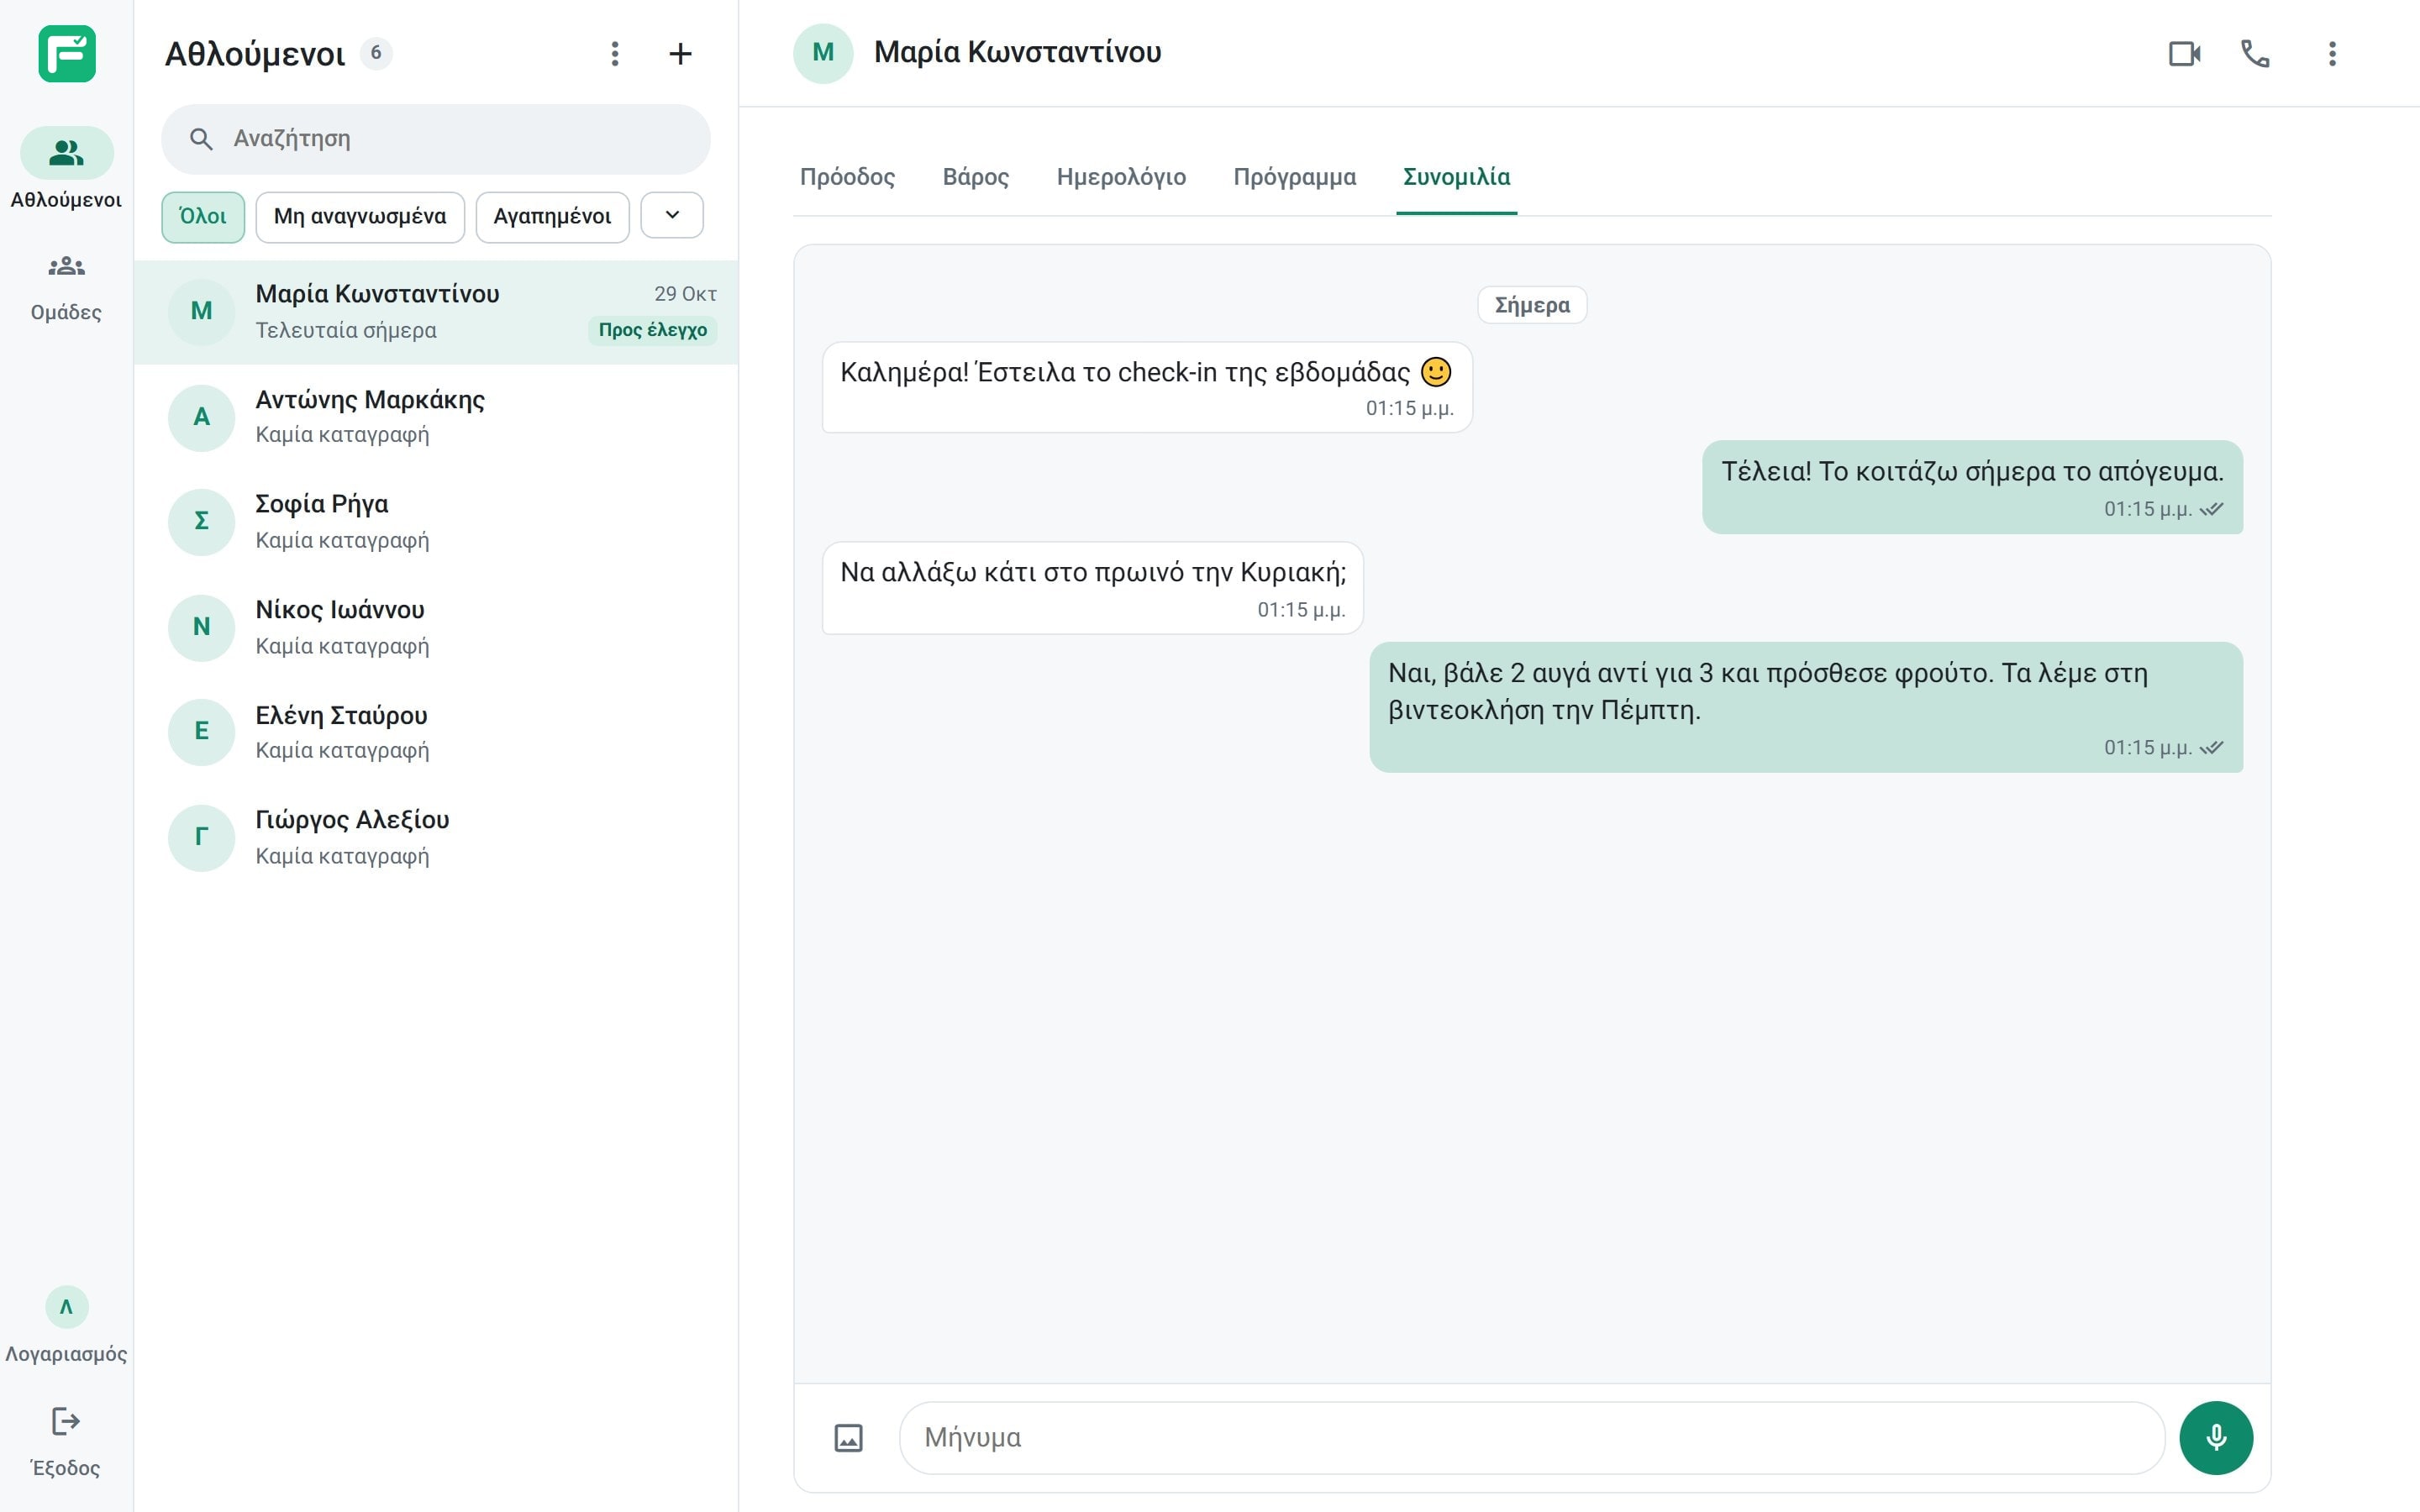 Αθλούμενοι
Ομάδες
Λ
Λογαριασμός
Έξοδος
Αθλούμενοι 6
Αναζήτηση
Όλοι Μη αναγνωσμένα Αγαπημένοι
Μ Μαρία Κωνσταντίνου 29 Οκτ
Τελευταία σήμερα Προς έλεγχο
Α Αντώνης Μαρκάκης
Καμία καταγραφή
Σ Σοφία Ρήγα
Καμία καταγραφή
Ν Νίκος Ιωάννου
Καμία καταγραφή
Ε Ελένη Σταύρου
Καμία καταγραφή
Γ Γιώργος Αλεξίου
Καμία καταγραφή
Μ Μαρία Κωνσταντίνου
Πρόοδος Βάρος Ημερολόγιο Πρόγραμμα Συνομιλία
Σήμερα
Καλημέρα! Έστειλα το check-in της εβδομάδας 🙂
01:15 μ.μ.
Τέλεια! Το κοιτάζω σήμερα το απόγευμα.
01:15 μ.μ.
Να αλλάξω κάτι στο πρωινό την Κυριακή;
01:15 μ.μ.
Ναι, βάλε 2 αυγά αντί για 3 και πρόσθεσε φρούτο. Τα λέμε στη
βιντεοκλήση την Πέμπτη.
01:15 μ.μ.
Μήνυμα